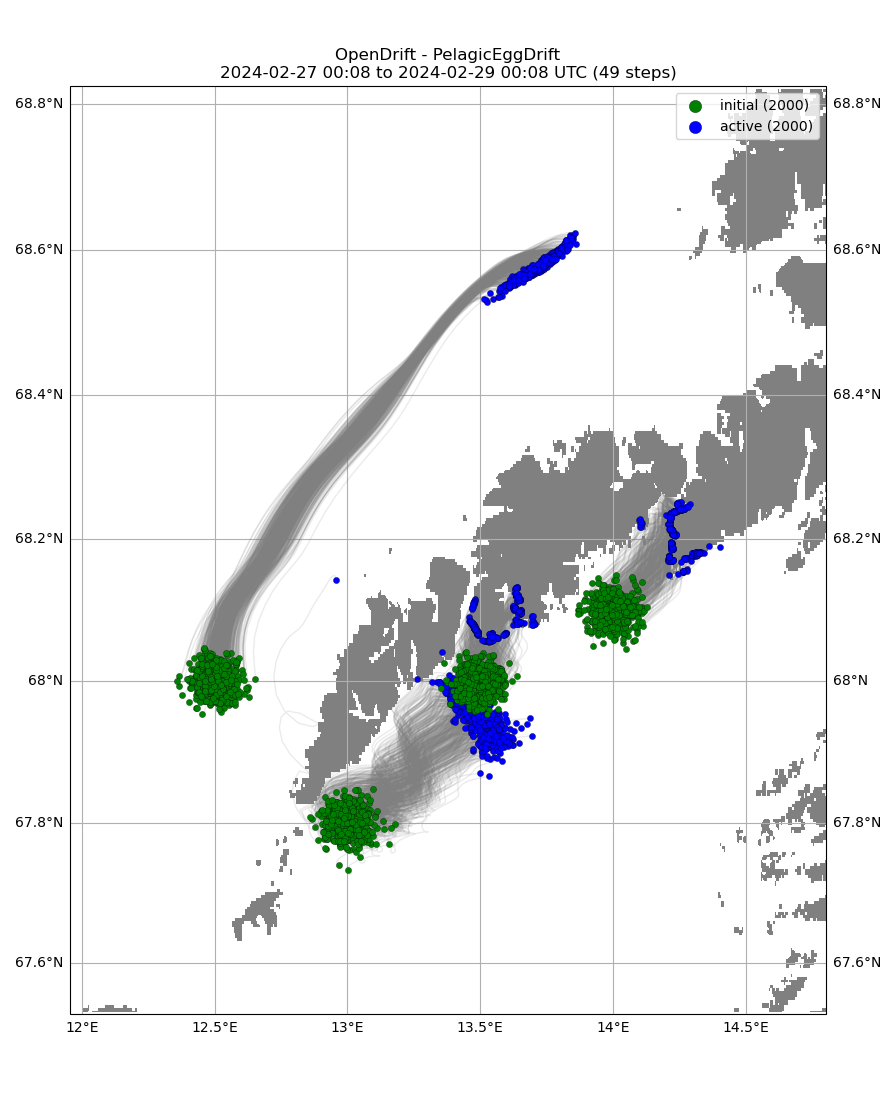 OpenDrift - PelagicEggDrift
2024-02-27 00:08 to 2024-02-29 00:08 UTC (49 steps)
initial (2000)
active (2000)
68.8°N 68.8°N
68.6°N 68.6°N
68.4°N 68.4°N
68.2°N 68.2°N
68°N 68°N
67.8°N 67.8°N
67.6°N 67.6°N
12°E 12.5°E 13°E 13.5°E 14°E 14.5°E